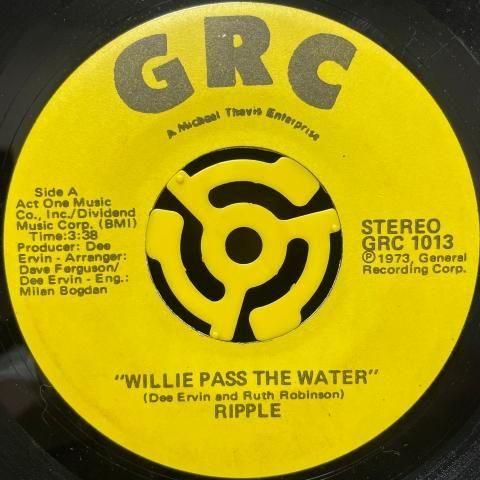 GRC
A Michael Thevis Enterprise
Side A
Act One Music
Co., Inc./Dividend
Music Corp. (BMI)
Time:3:38
Producer: Dee
Ervin - Arranger:
Dave Ferguson/
Dee Ervin - Eng.:
Milan Bogdan
STEREO
GRC 1013
Ⓟ1973, General
Recording Corp.
"WILLIE PASS THE WATER"
(Dee Ervin and Ruth Robinson)
RIPPLE